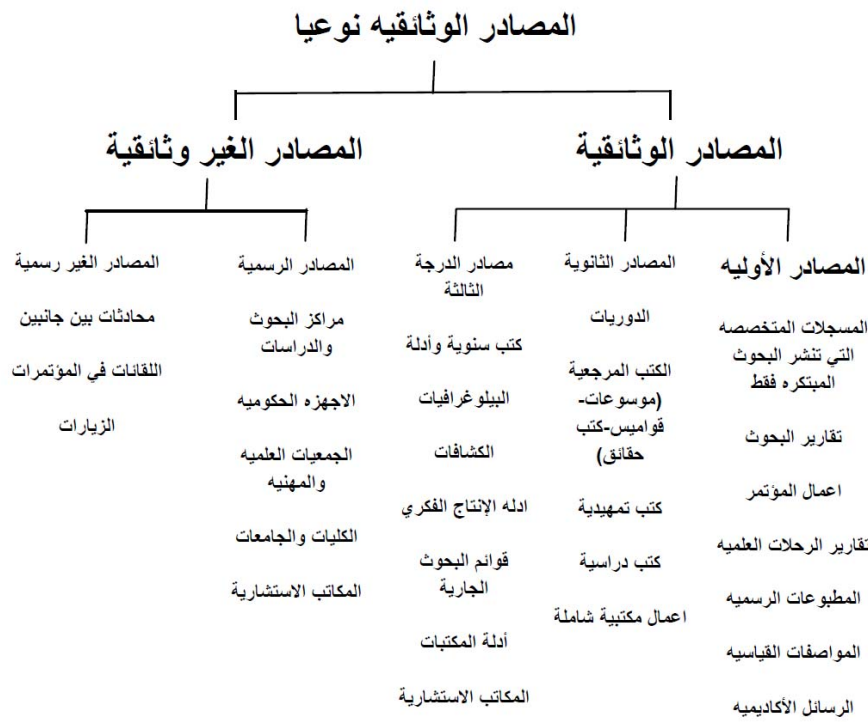 المصادر الوثائقيه نوعيا
المصادر الوثائقية
المصادر الغير وثائقية
المصادر الأوليه
المسجلات المتخصصه
التي تنشر البحوث
المبتكره فقط
تقارير البحوث
اعمال المؤتمر
تقارير الرحلات العلميه
المطبوعات الرسميه
المواصفات القياسيه
الرسائل الأكاديميه
المصادر الثانوية
الدوريات
الكتب المرجعية
(موسوعات-
قواميس-كتب
حقائق)
كتب تمهيدية
كتب دراسية
اعمال مكتبية شاملة
مصادر الدرجة
الثالثة
كتب سنوية وأدلة
البيلوغرافيات
الكشافات
ادله الإنتاج الفكري
قوائم البحوث
الجارية
أدلة المكتبات
المكاتب الاستشارية
المصادر الرسمية
مراكز البحوث
والدراسات
الاجهزه الحكوميه
الجمعيات العلميه
والمهنيه
الكليات والجامعات
المكاتب الاستشارية
المصادر الغير رسمية
محادثات بين جانبين
اللقانات في المؤتمرات
الزيارات